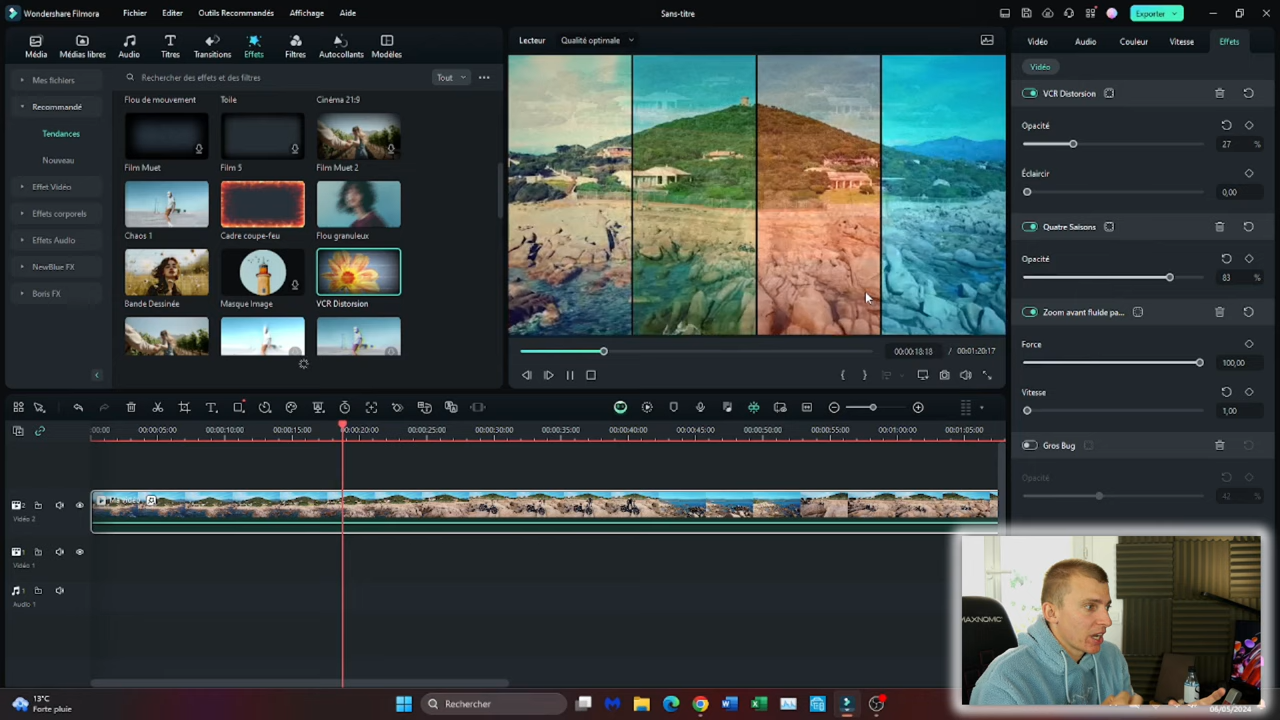 Wondershare Filmora
Fichier
Editer
Outils Recommandés
Affichage
Aide
Sans-titre
Exporter
Média
Médias libres
Audio
Titres
Transitions
Effets
Filtres
Autocollants
Modèles
Lecteur
Qualité optimale
Vidéo
Audio
Couleur
Vitesse
Effets
Mes fichiers
Recommandé
Tendances
Nouveau
Effet Vidéo
Effets corporels
Effets Audio
NewBlue FX
Boris FX
Rechercher des effets et des filtres
Tout
Flou de mouvement
Toile
Cinéma 21:9
Film Muet
Film 5
Film Muet 2
Chaos 1
Cadre coupe-feu
Flou granuleux
Bande Dessinée
Masque Image
VCR Distorsion
00:00:18:18 / 00:01:20:17
Vidéo
VCR Distorsion
Opacité
27 %
Éclaircir
0,00
Quatre Saisons
Opacité
83 %
Zoom avant fluide pa...
Force
100,00
Vitesse
1,00
Gros Bug
Opacité
42 %
:00:00
00:00:05:00
00:00:10:00
00:00:15:00
00:00:20:00
00:00:25:00
00:00:30:00
00:00:35:00
00:00:40:00
00:00:45:00
00:00:50:00
00:00:55:00
00:01:00:00
00:01:05:00
2
Vidéo 2
1
Vidéo 1
1
Audio 1
MAXNOMIC
13°C
Forte pluie
Rechercher
06/05/2024